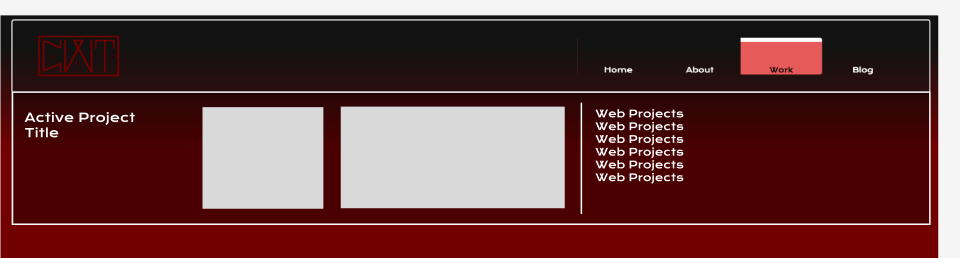 CWT
Home
About
Work
Blog
Active Project
Title
Web Projects
Web Projects
Web Projects
Web Projects
Web Projects
Web Projects